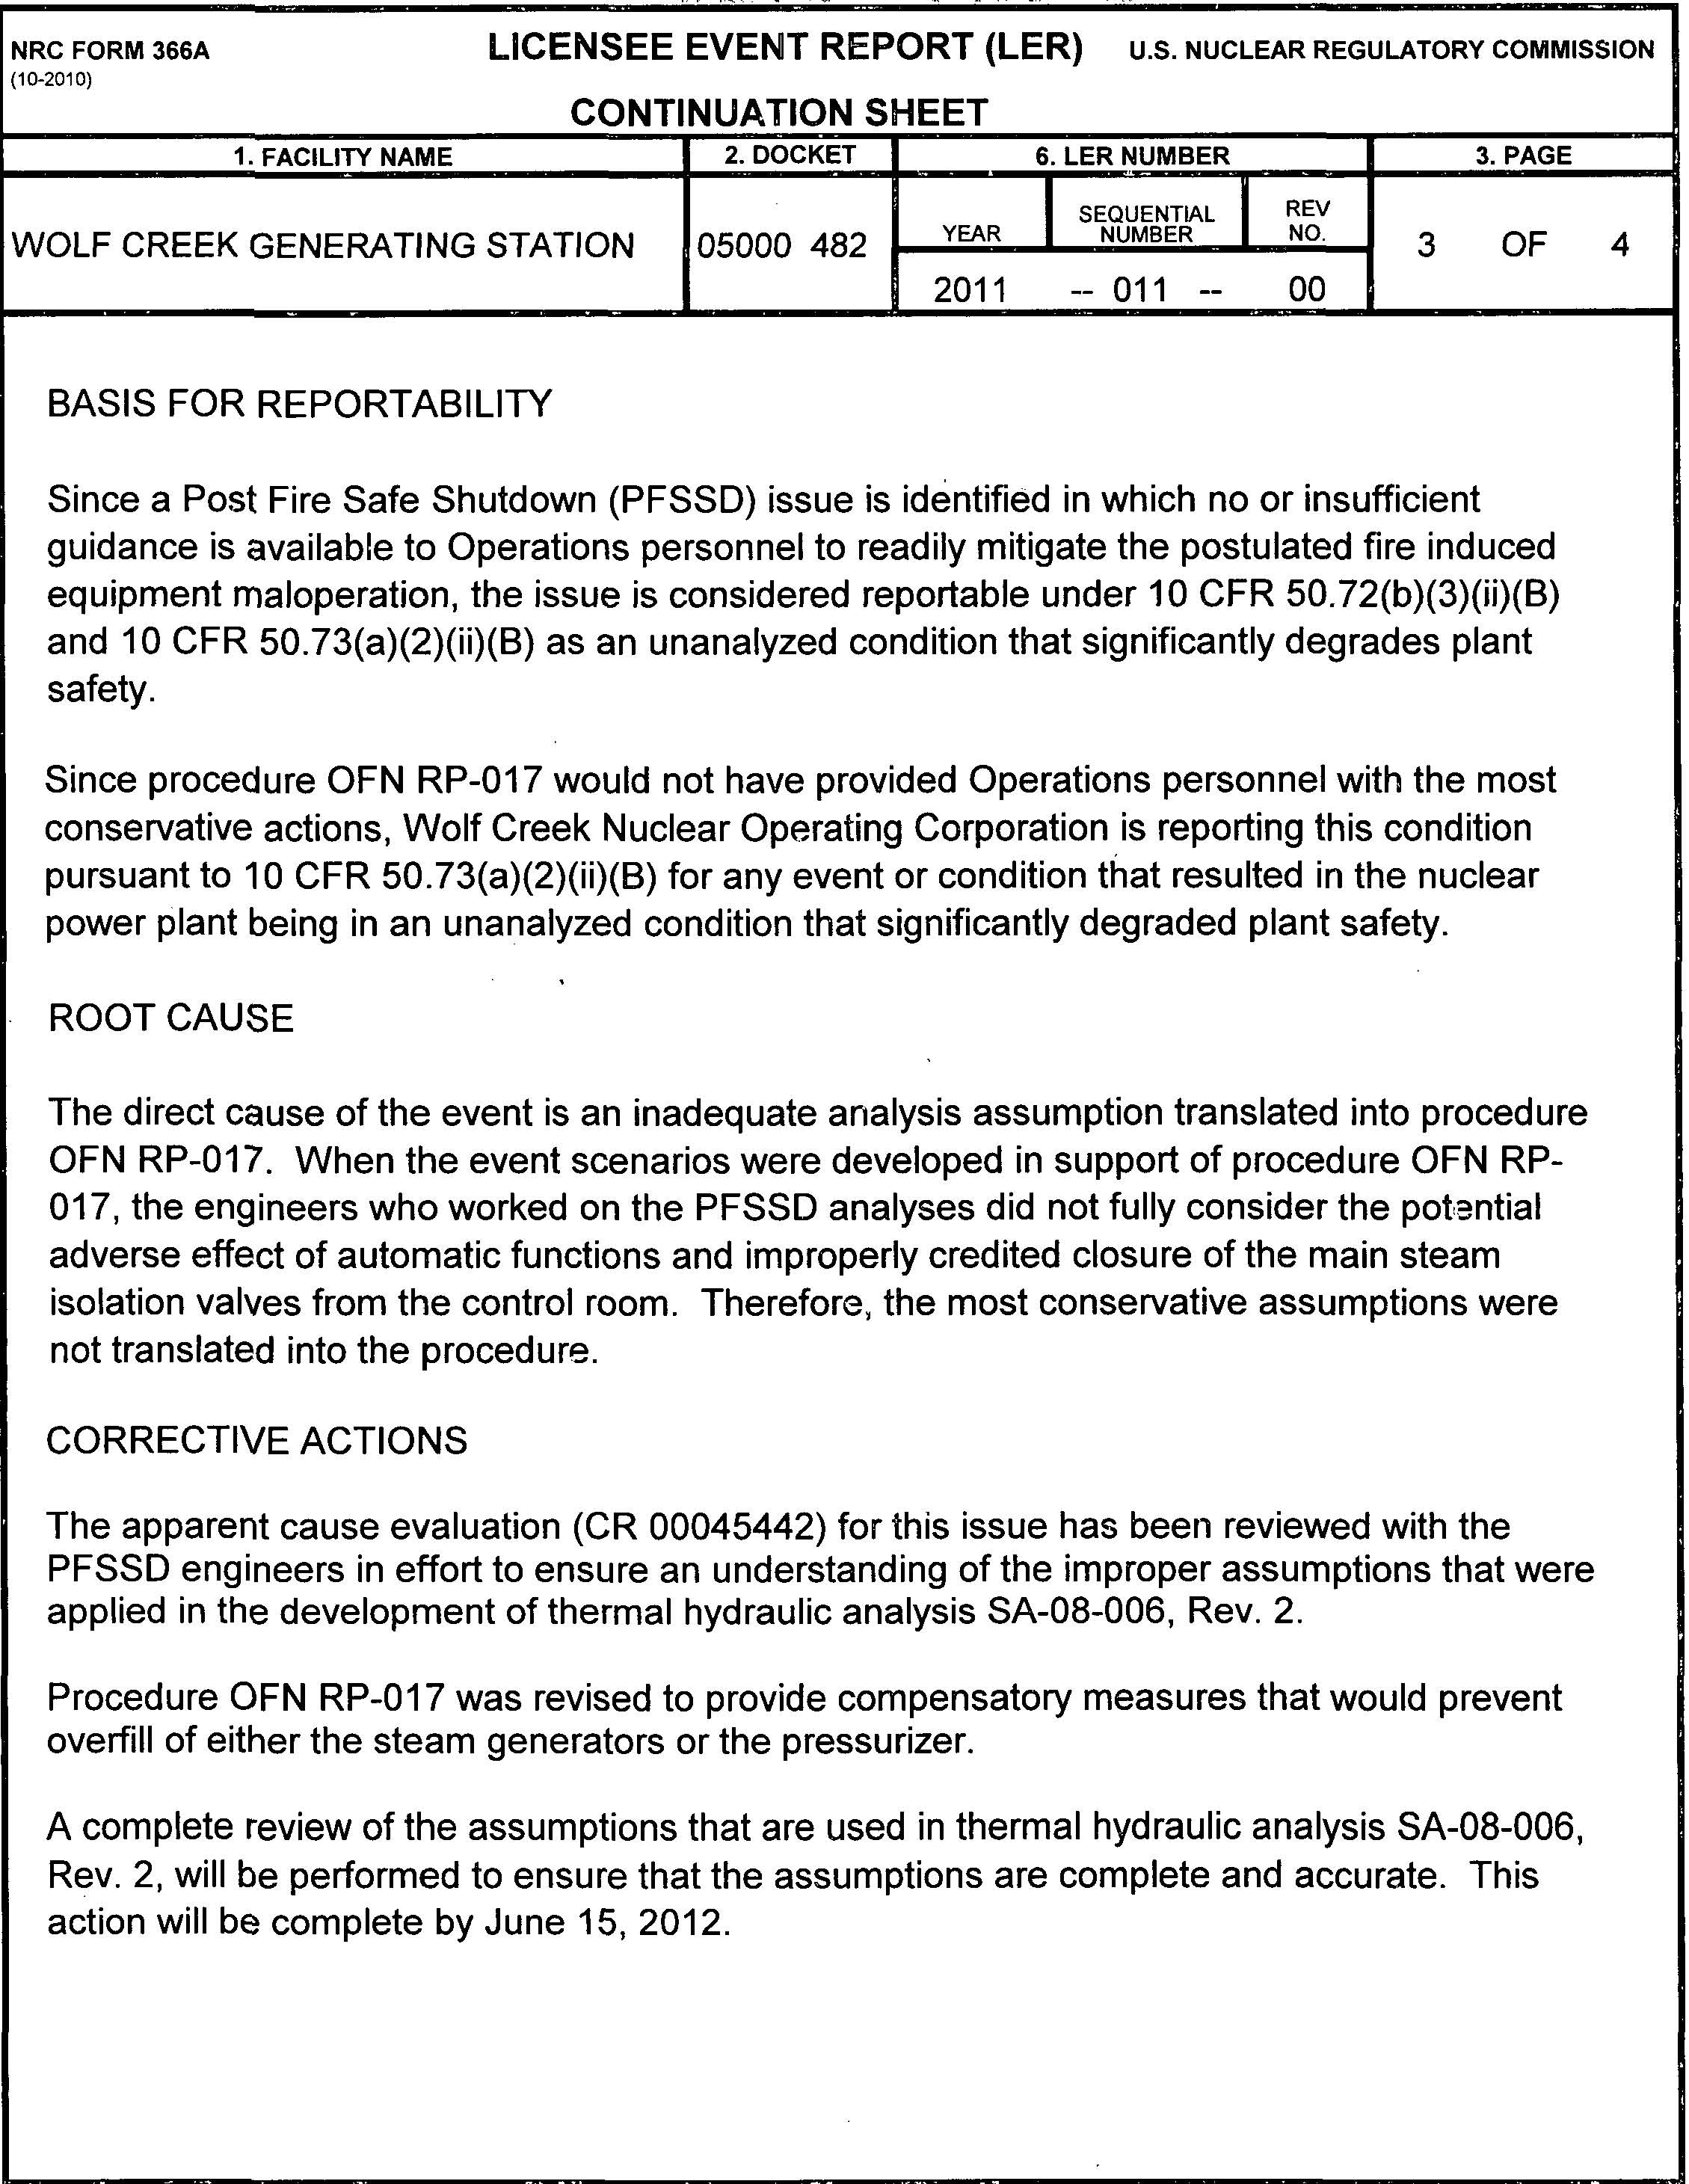 NRC FORM 366A
(10-2010)
LICENSEE EVENT REPORT (LER)
U.S. NUCLEAR REGULATORY COMMISSION
CONTINUATION SHEET
1. FACILITY NAME
2. DOCKET
6. LER NUMBER
3. PAGE
WOLF CREEK GENERATING STATION
05000 482
YEAR
SEQUENTIAL
NUMBER
REV
NO.
2011 -- 011 -- 00
3 OF 4
BASIS FOR REPORTABILITY
Since a Post Fire Safe Shutdown (PFSSD) issue is identified in which no or insufficient
guidance is available to Operations personnel to readily mitigate the postulated fire induced
equipment maloperation, the issue is considered reportable under 10 CFR 50.72(b)(3)(ii)(B)
and 10 CFR 50.73(a)(2)(ii)(B) as an unanalyzed condition that significantly degrades plant
safety.
Since procedure OFN RP-017 would not have provided Operations personnel with the most
conservative actions, Wolf Creek Nuclear Operating Corporation is reporting this condition
pursuant to 10 CFR 50.73(a)(2)(ii)(B) for any event or condition that resulted in the nuclear
power plant being in an unanalyzed condition that significantly degraded plant safety.
ROOT CAUSE
The direct cause of the event is an inadequate analysis assumption translated into procedure
OFN RP-017. When the event scenarios were developed in support of procedure OFN RP-
017, the engineers who worked on the PFSSD analyses did not fully consider the potential
adverse effect of automatic functions and improperly credited closure of the main steam
isolation valves from the control room. Therefore, the most conservative assumptions were
not translated into the procedure.
CORRECTIVE ACTIONS
The apparent cause evaluation (CR 00045442) for this issue has been reviewed with the
PFSSD engineers in effort to ensure an understanding of the improper assumptions that were
applied in the development of thermal hydraulic analysis SA-08-006, Rev. 2.
Procedure OFN RP-017 was revised to provide compensatory measures that would prevent
overfill of either the steam generators or the pressurizer.
A complete review of the assumptions that are used in thermal hydraulic analysis SA-08-006,
Rev. 2, will be performed to ensure that the assumptions are complete and accurate. This
action will be complete by June 15, 2012.